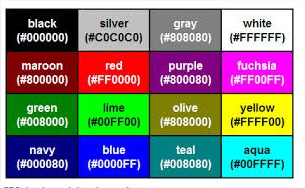 black silver gray white
(#000000) (#C0C0C0) (#808080) (#FFFFFF)
maroon red purple fuchsia
(#800000) (#FF0000) (#800080) (#FF00FF)
green lime olive yellow
(#008000) (#00FF00) (#808000) (#FFFF00)
navy blue teal aqua
(#000080) (#0000FF) (#008080) (#00FFFF)